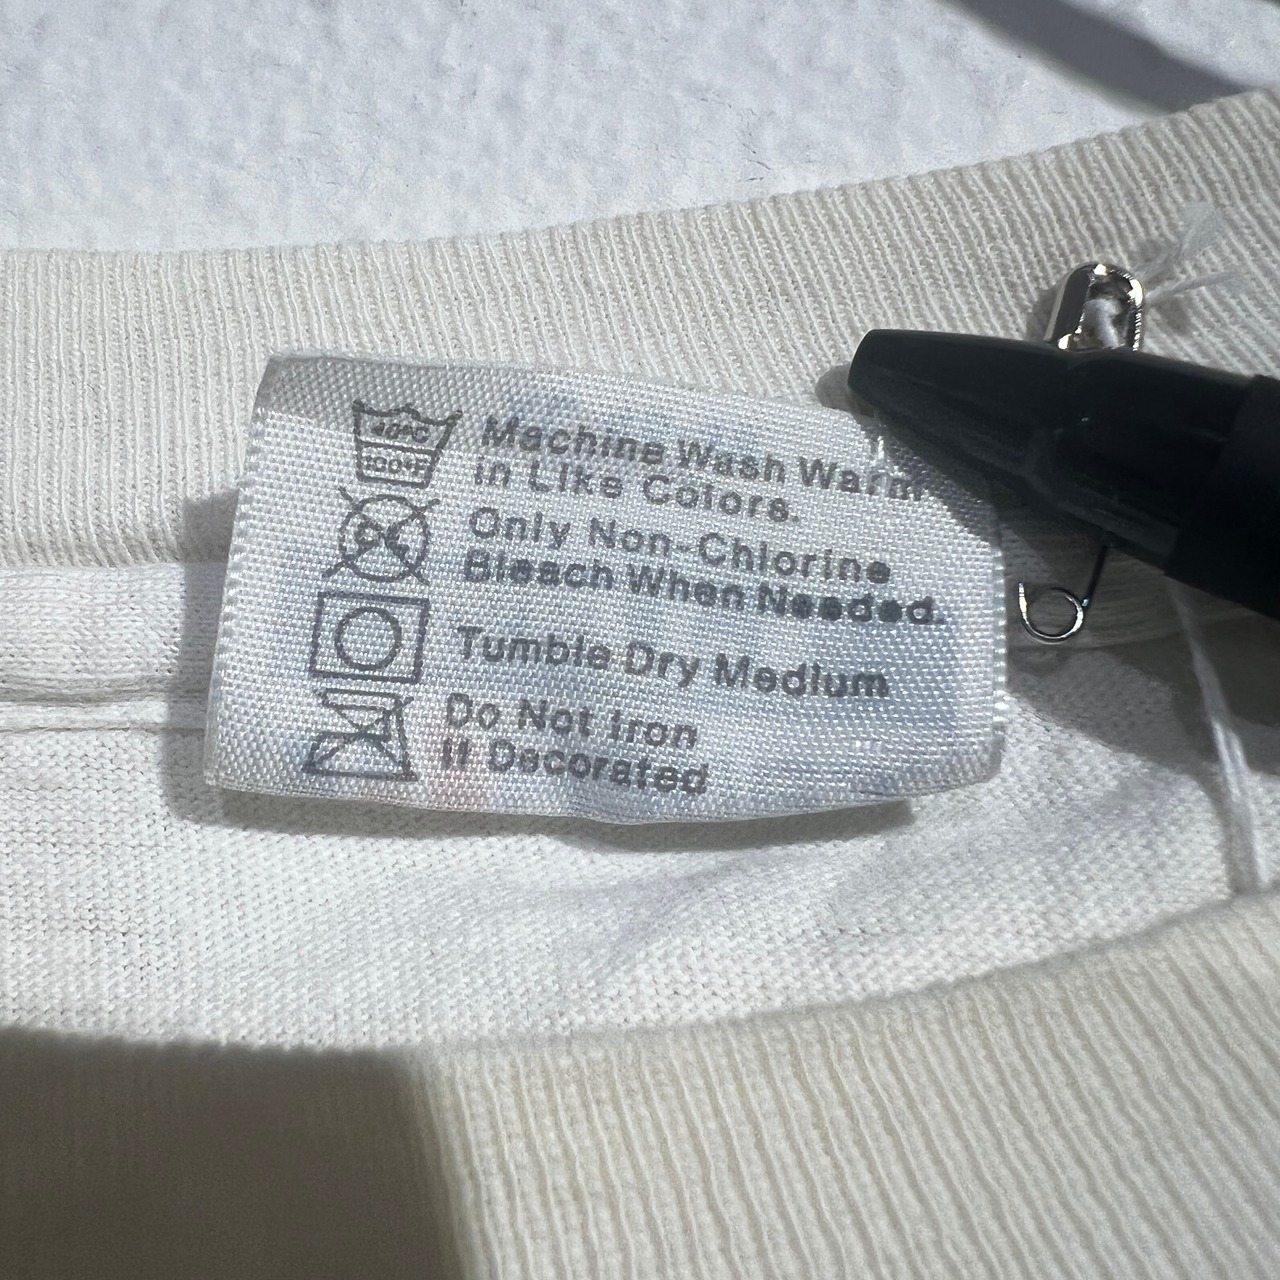 40°C
100°F
Machine Wash Warm
in Like Colors.
Only Non-Chlorine
Bleach When Needed.
Tumble Dry Medium
Do Not Iron
If Decorated